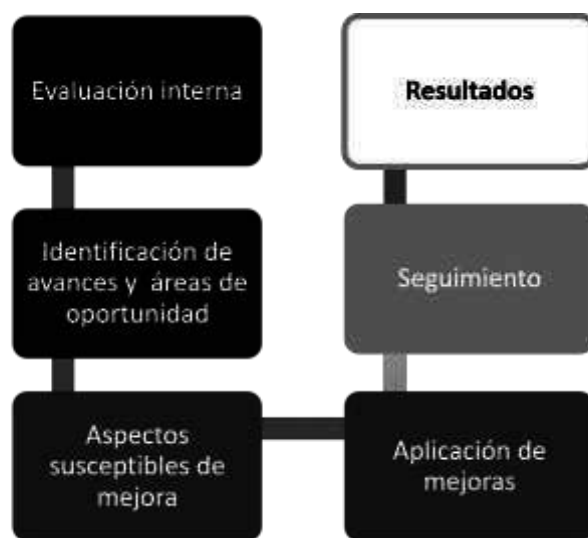 Evaluación interna
Identificación de
avances y áreas de
oportunidad
Aspectos
susceptibles de
mejora
Aplicación de
mejoras
Seguimiento
Resultados